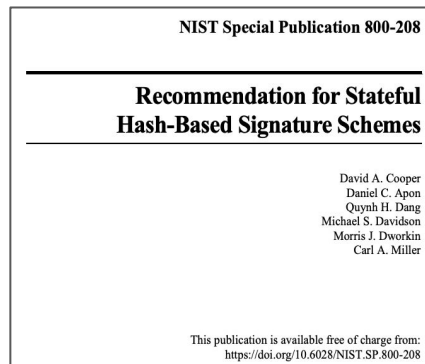 NIST Special Publication 800-208
Recommendation for Stateful
Hash-Based Signature Schemes
David A. Cooper
Daniel C. Apon
Quynh H. Dang
Michael S. Davidson
Morris J. Dworkin
Carl A. Miller
This publication is available free of charge from:
https://doi.org/10.6028/NIST.SP.800-208